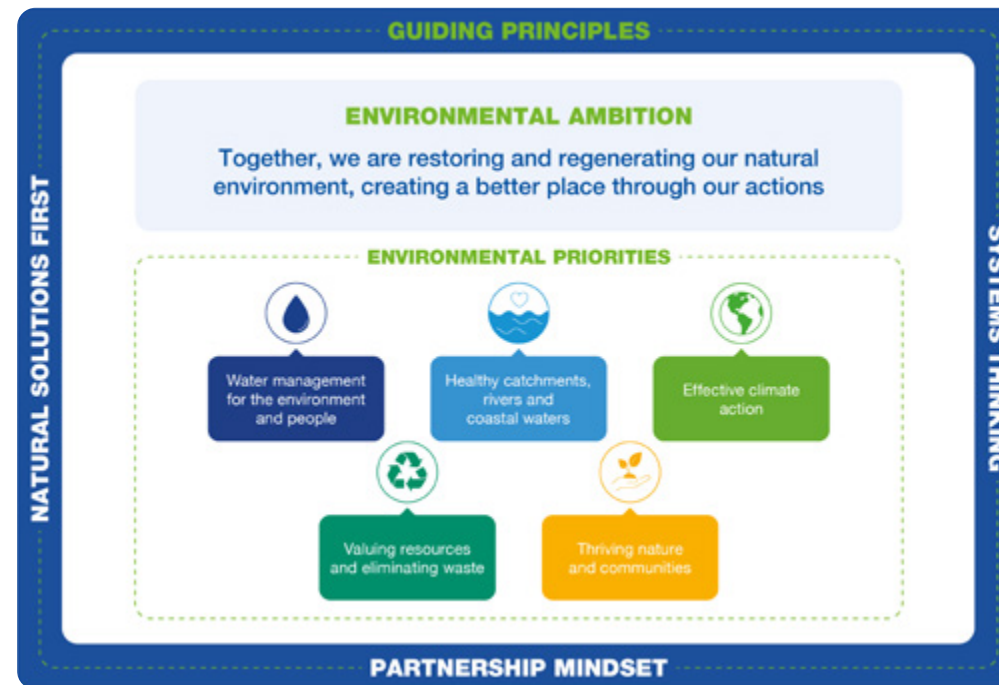 GUIDING PRINCIPLES
ENVIRONMENTAL AMBITION
Together, we are restoring and regenerating our natural
environment, creating a better place through our actions
NATURAL SOLUTIONS FIRST
SYSTEMS THINKING
ENVIRONMENTAL PRIORITIES
Water management
for the environment
and people
Healthy catchments,
rivers and
coastal waters
Effective climate
action
Valuing resources
and eliminating waste
Thriving nature
and communities
PARTNERSHIP MINDSET